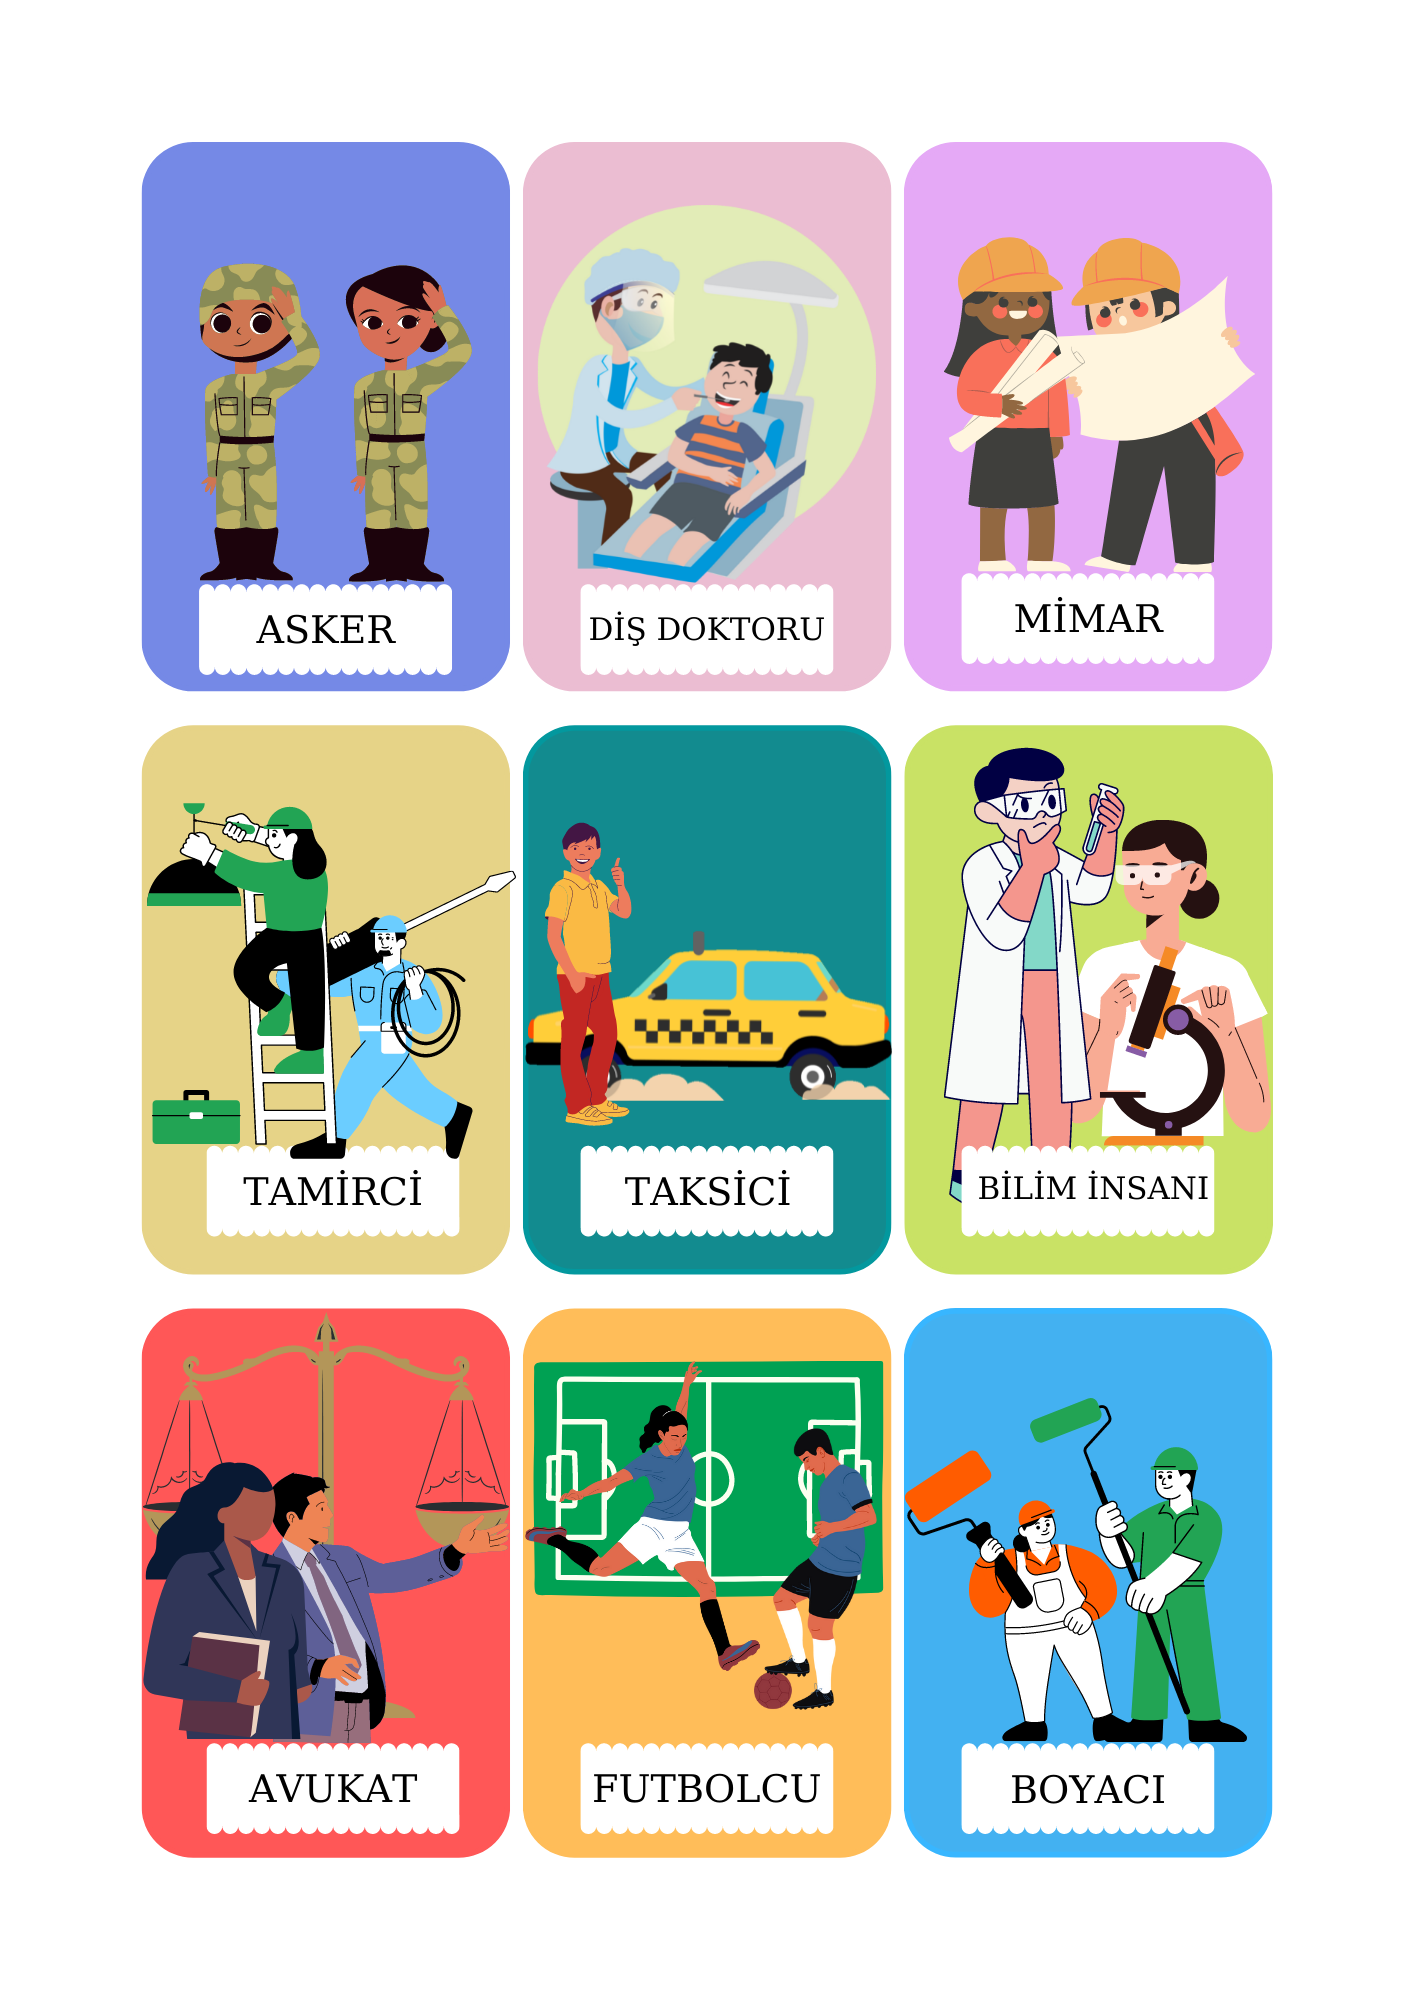 ASKER
DİŞ DOKTORU
MİMAR
TAMİRCİ
TAKSİCİ
BİLİM İNSANI
AVUKAT
FUTBOLCU
BOYACI